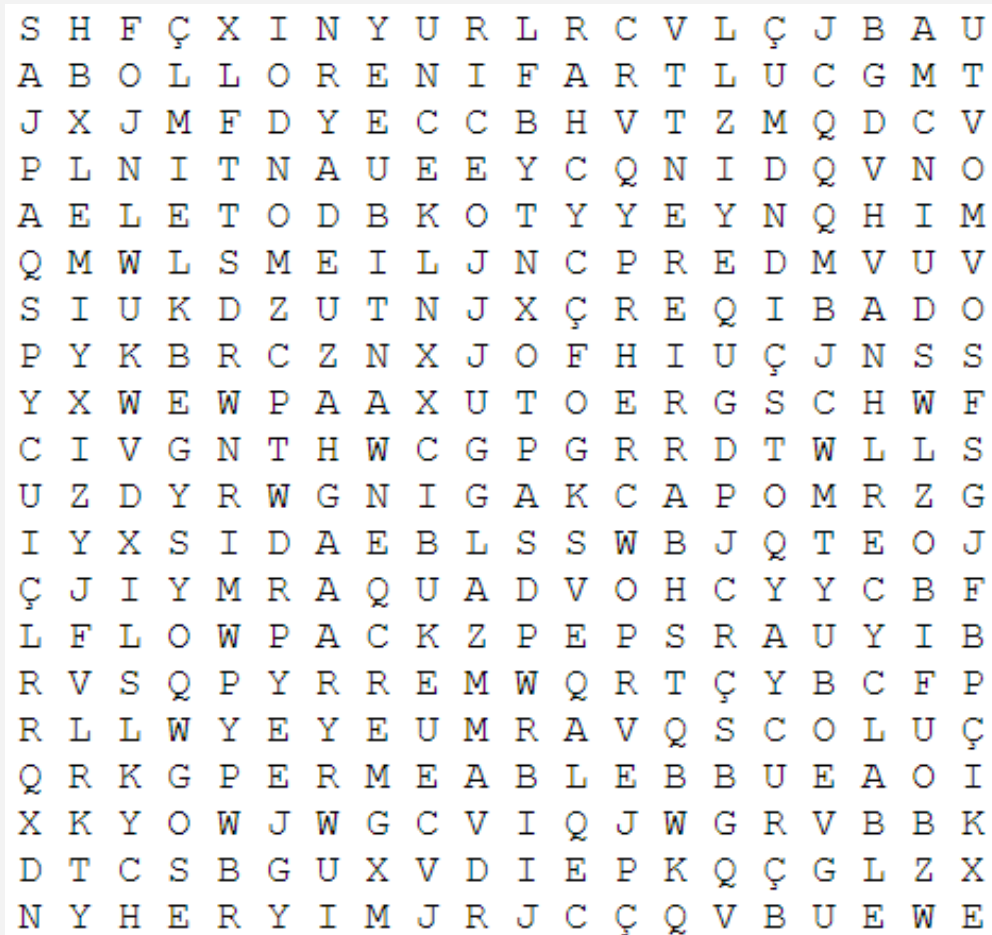 S H F Ç X I N Y U R L R C V L Ç J B A U
A B O L L O R E N I F A R T L U C G M T
J X J M F D Y E C C B H V T Z M Q D C V
P L N I T N A U E E Y C Q N I D Q V N O
A E L E T O D B K O T Y Y E Y N Q H I M
Q M W L S M E I L J N C P R E D M V U V
S I U K D Z U T N J X Ç R E Q I B A D O
P Y K B R C Z N X J O F H I U Ç J N S S
Y X W E W P A A X U T O E R G S C H W F
C I V G N T H W C G P G R R D T W L L S
U Z D Y R W G N I G A K C A P O M R Z G
I Y X S I D A E B L S S W B J Q T E O J
Ç J I Y M R A Q U A D V O H C Y Y C B F
L F L O W P A C K Z P E P S R A U Y I B
R V S Q P Y R R E M W Q R T Ç Y B C F P
R L L W Y E Y E U M R A V Q S C O L U Ç
Q R K G P E R M E A B L E B B U E A O I
X K Y O W J W G C V I Q J W G R V B B K
D T C S B G U X V D I E P K Q Ç G L Z X
N Y H E R Y I M J R J C Ç Q V B U E W E